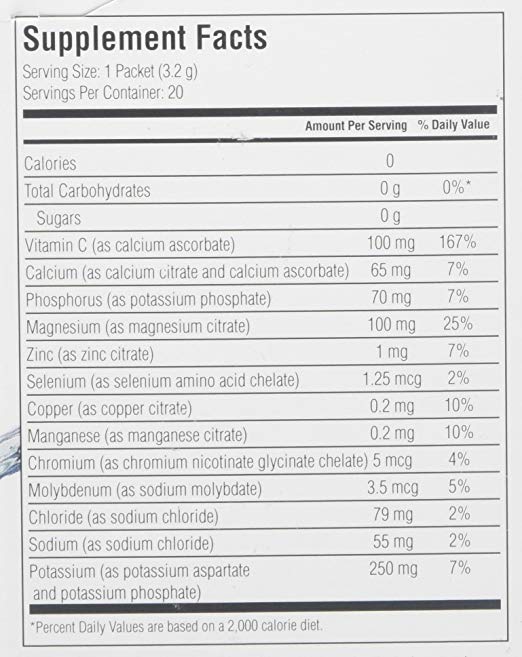 Supplement Facts
Serving Size: 1 Packet (3.2 g)
Servings Per Container: 20
Amount Per Serving % Daily Value
Calories 0
Total Carbohydrates 0 g 0%*
Sugars 0 g
Vitamin C (as calcium ascorbate) 100 mg 167%
Calcium (as calcium citrate and calcium ascorbate) 65 mg 7%
Phosphorus (as potassium phosphate) 70 mg 7%
Magnesium (as magnesium citrate) 100 mg 25%
Zinc (as zinc citrate) 1 mg 7%
Selenium (as selenium amino acid chelate) 1.25 mcg 2%
Copper (as copper citrate) 0.2 mg 10%
Manganese (as manganese citrate) 0.2 mg 10%
Chromium (as chromium nicotinate glycinate chelate) 5 mcg 4%
Molybdenum (as sodium molybdate) 3.5 mcg 5%
Chloride (as sodium chloride) 79 mg 2%
Sodium (as sodium chloride) 55 mg 2%
Potassium (as potassium aspartate 250 mg 7%
and potassium phosphate)
*Percent Daily Values are based on a 2,000 calorie diet.